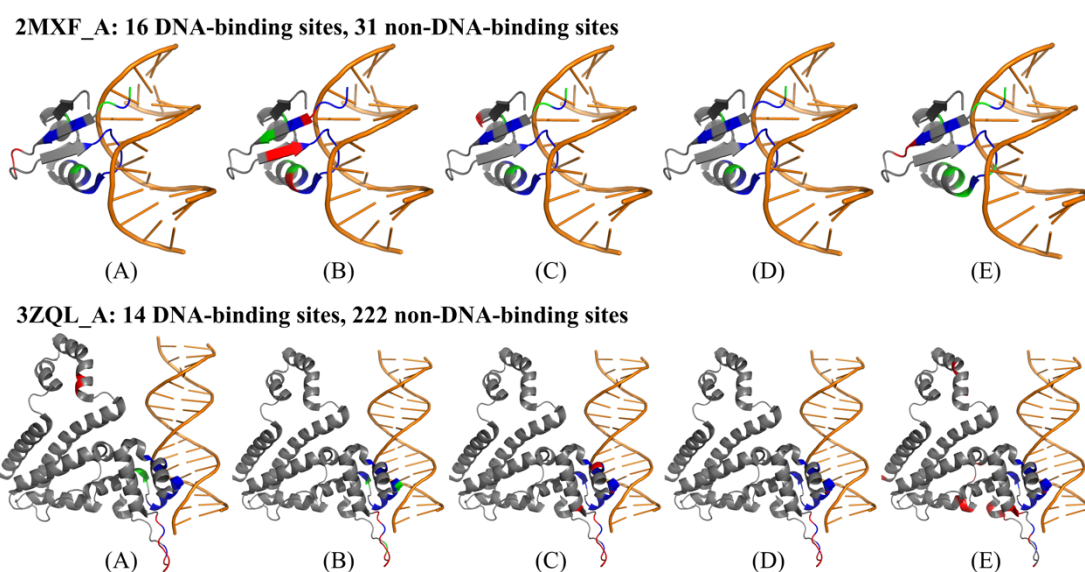 2MXF_A: 16 DNA-binding sites, 31 non-DNA-binding sites
(A) (B) (C) (D) (E)
3ZQL_A: 14 DNA-binding sites, 222 non-DNA-binding sites
(A) (B) (C) (D) (E)